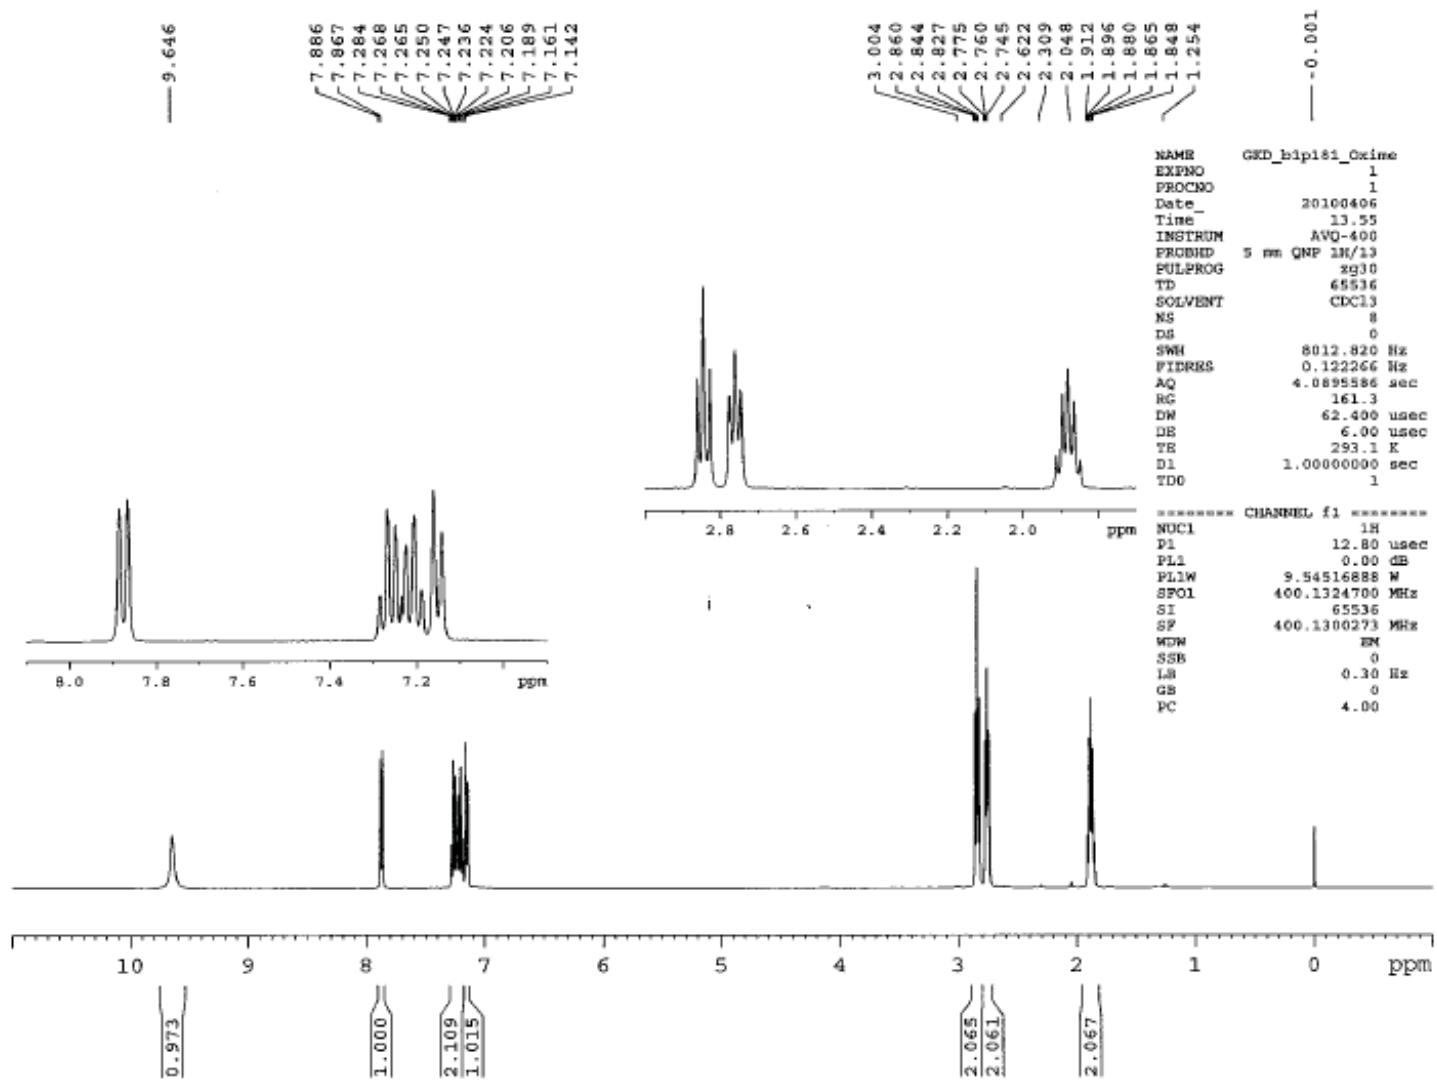 9.646
7.886
7.867
7.284
7.268
7.265
7.250
7.247
7.236
7.224
7.206
7.189
7.161
7.142
3.004
2.860
2.844
2.827
2.775
2.760
2.745
2.622
2.309
2.048
1.912
1.896
1.880
1.865
1.848
1.254
-0.001
NAME GKD_b1p181_Oxime
EXPNO 1
PROCNO 1
Date_ 20100406
Time 13.55
INSTRUM AVQ-400
PROBHD 5 mm QNP 1H/13
PULPROG zg30
TD 65536
SOLVENT CDCl3
NS 8
DS 0
SWH 8012.820 Hz
FIDRES 0.122266 Hz
AQ 4.0895586 sec
RG 161.3
DW 62.400 usec
DE 6.00 usec
TE 293.1 K
D1 1.00000000 sec
TD0 1
======== CHANNEL f1 ========
NUC1 1H
P1 12.80 usec
PL1 0.00 dB
PL1W 9.54516888 W
SFO1 400.1324700 MHz
SI 65536
SF 400.1300273 MHz
WDW EM
SSB 0
LB 0.30 Hz
GB 0
PC 4.00
2.8 2.6 2.4 2.2 2.0 ppm
8.0 7.8 7.6 7.4 7.2 ppm
10 9 8 7 6 5 4 3 2 1 0 ppm
0.973
1.000
2.109
1.015
2.065
2.061
2.067